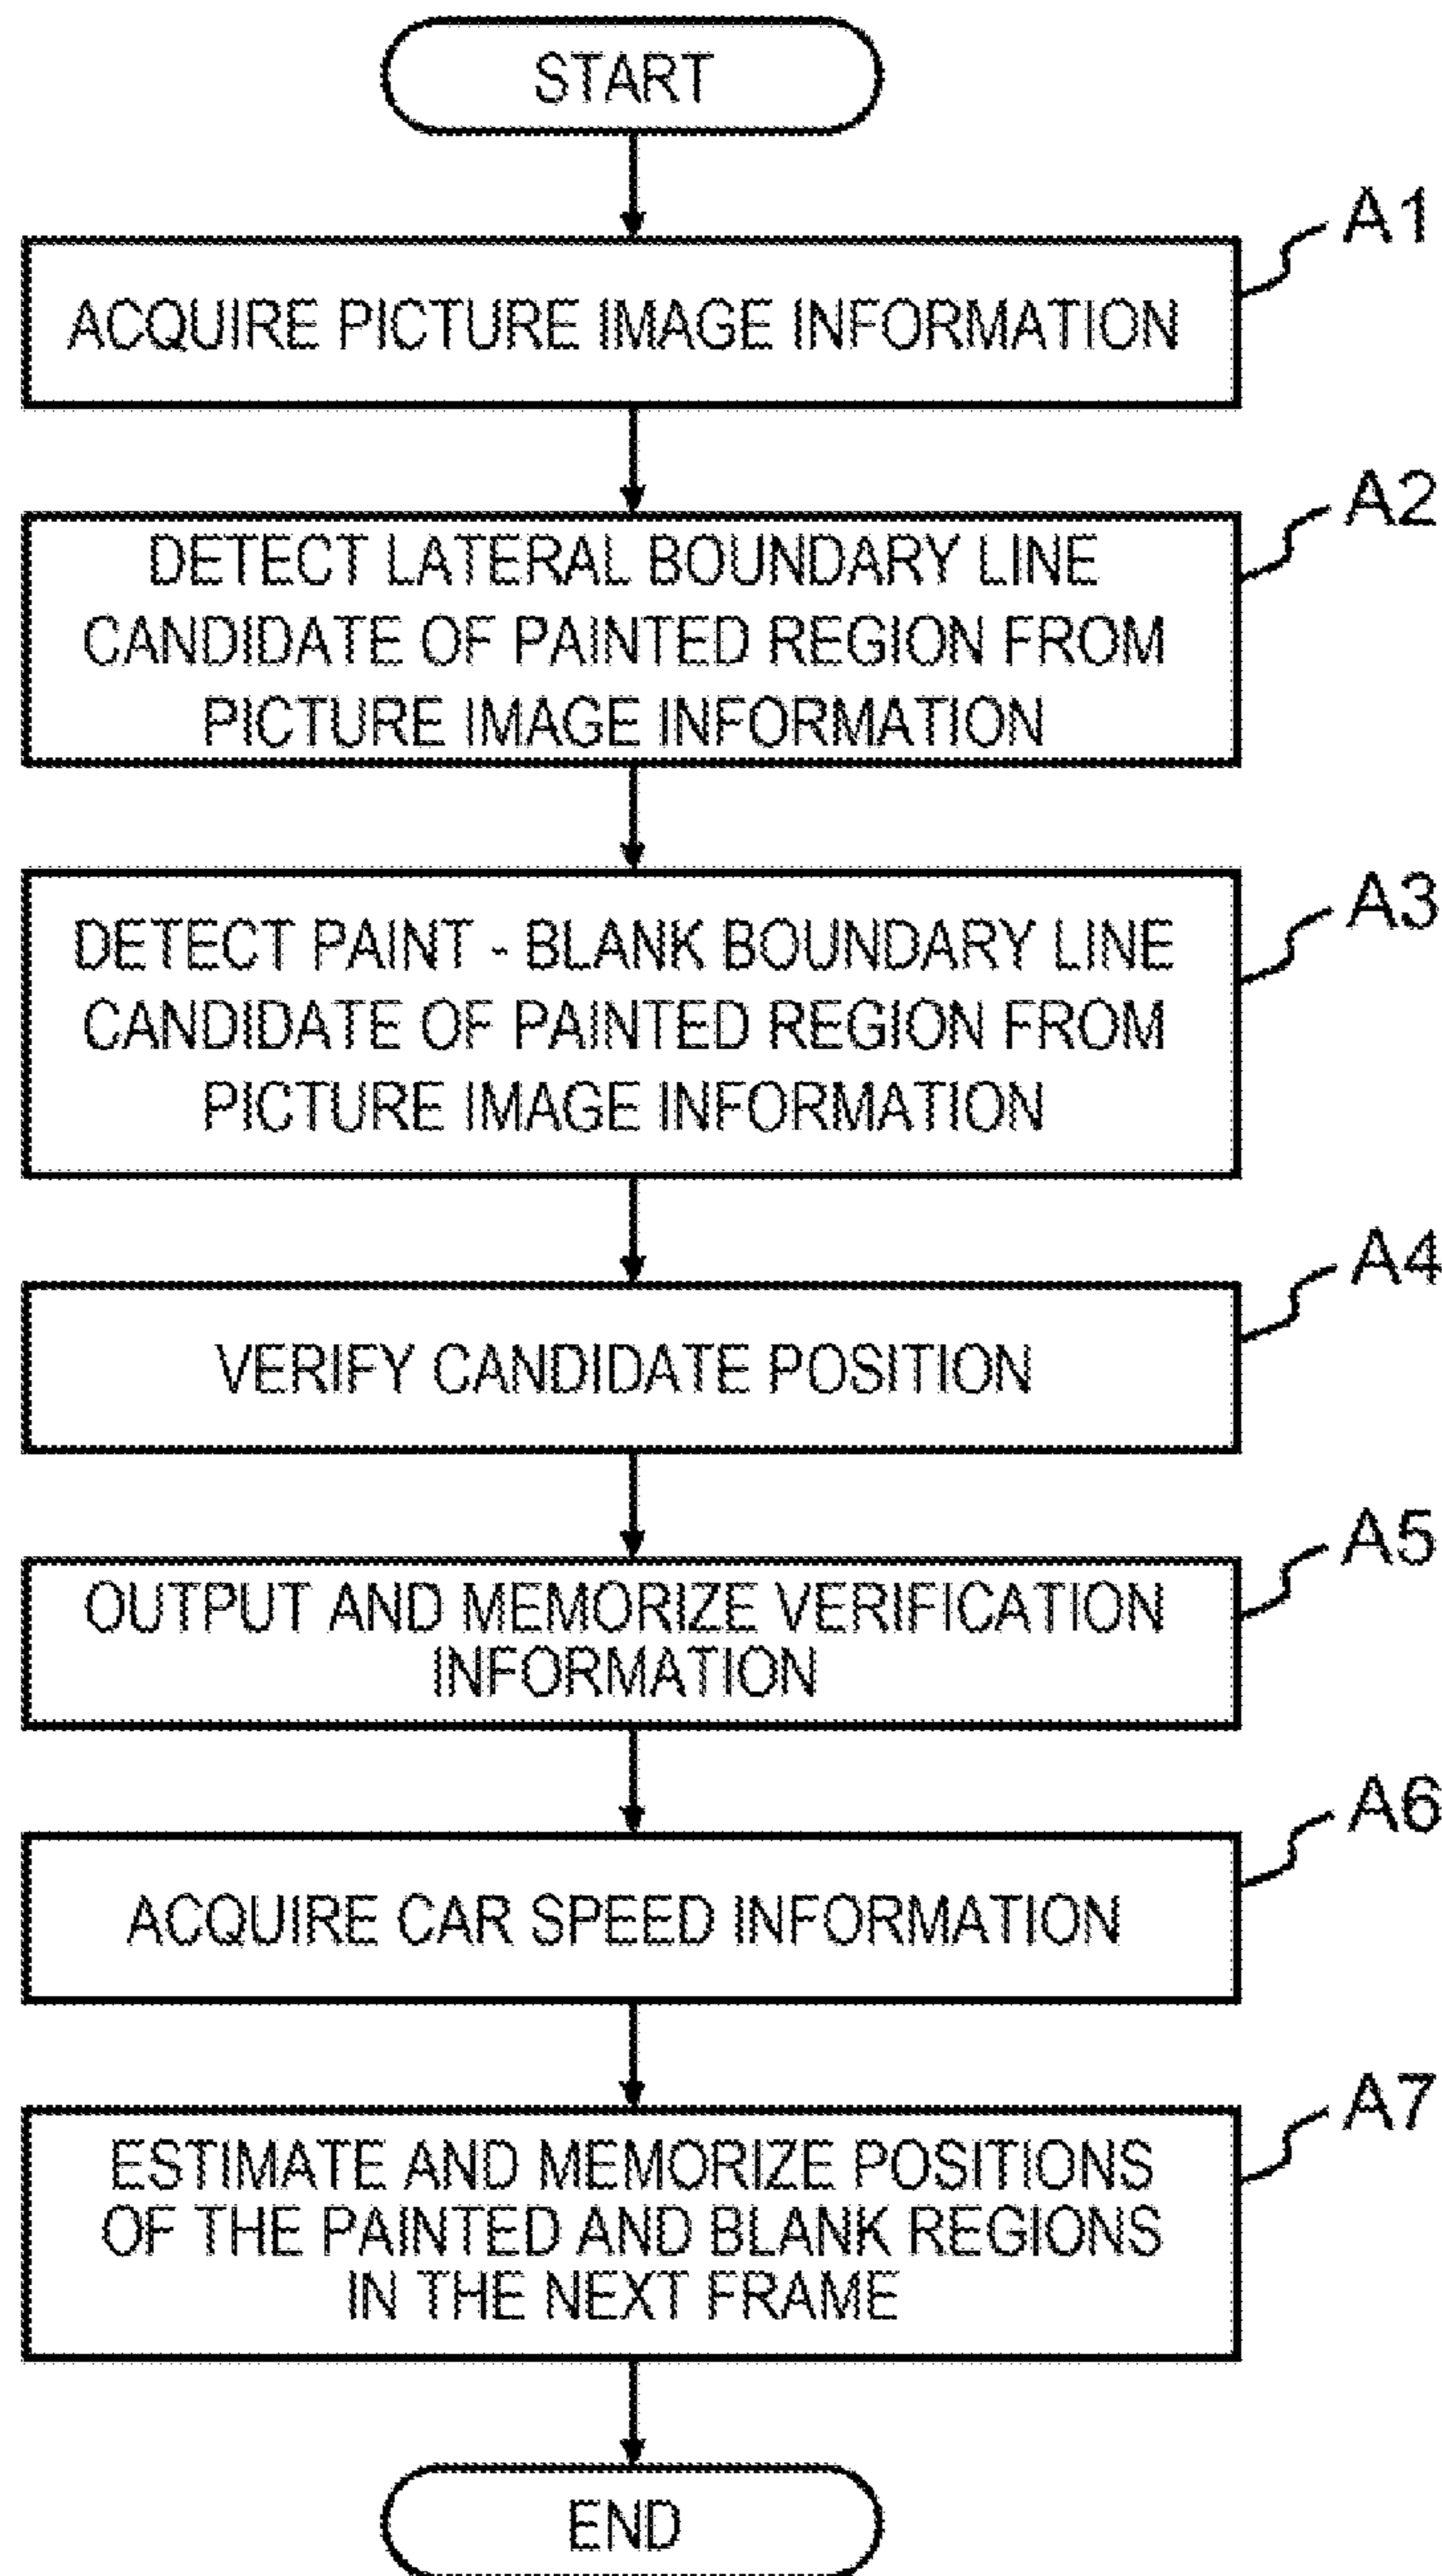 START
A1
ACQUIRE PICTURE IMAGE INFORMATION
A2
DETECT LATERAL BOUNDARY LINE
CANDIDATE OF PAINTED REGION FROM
PICTURE IMAGE INFORMATION
A3
DETECT PAINT - BLANK BOUNDARY LINE
CANDIDATE OF PAINTED REGION FROM
PICTURE IMAGE INFORMATION
A4
VERIFY CANDIDATE POSITION
A5
OUTPUT AND MEMORIZE VERIFICATION
INFORMATION
A6
ACQUIRE CAR SPEED INFORMATION
A7
ESTIMATE AND MEMORIZE POSITIONS
OF THE PAINTED AND BLANK REGIONS
IN THE NEXT FRAME
END